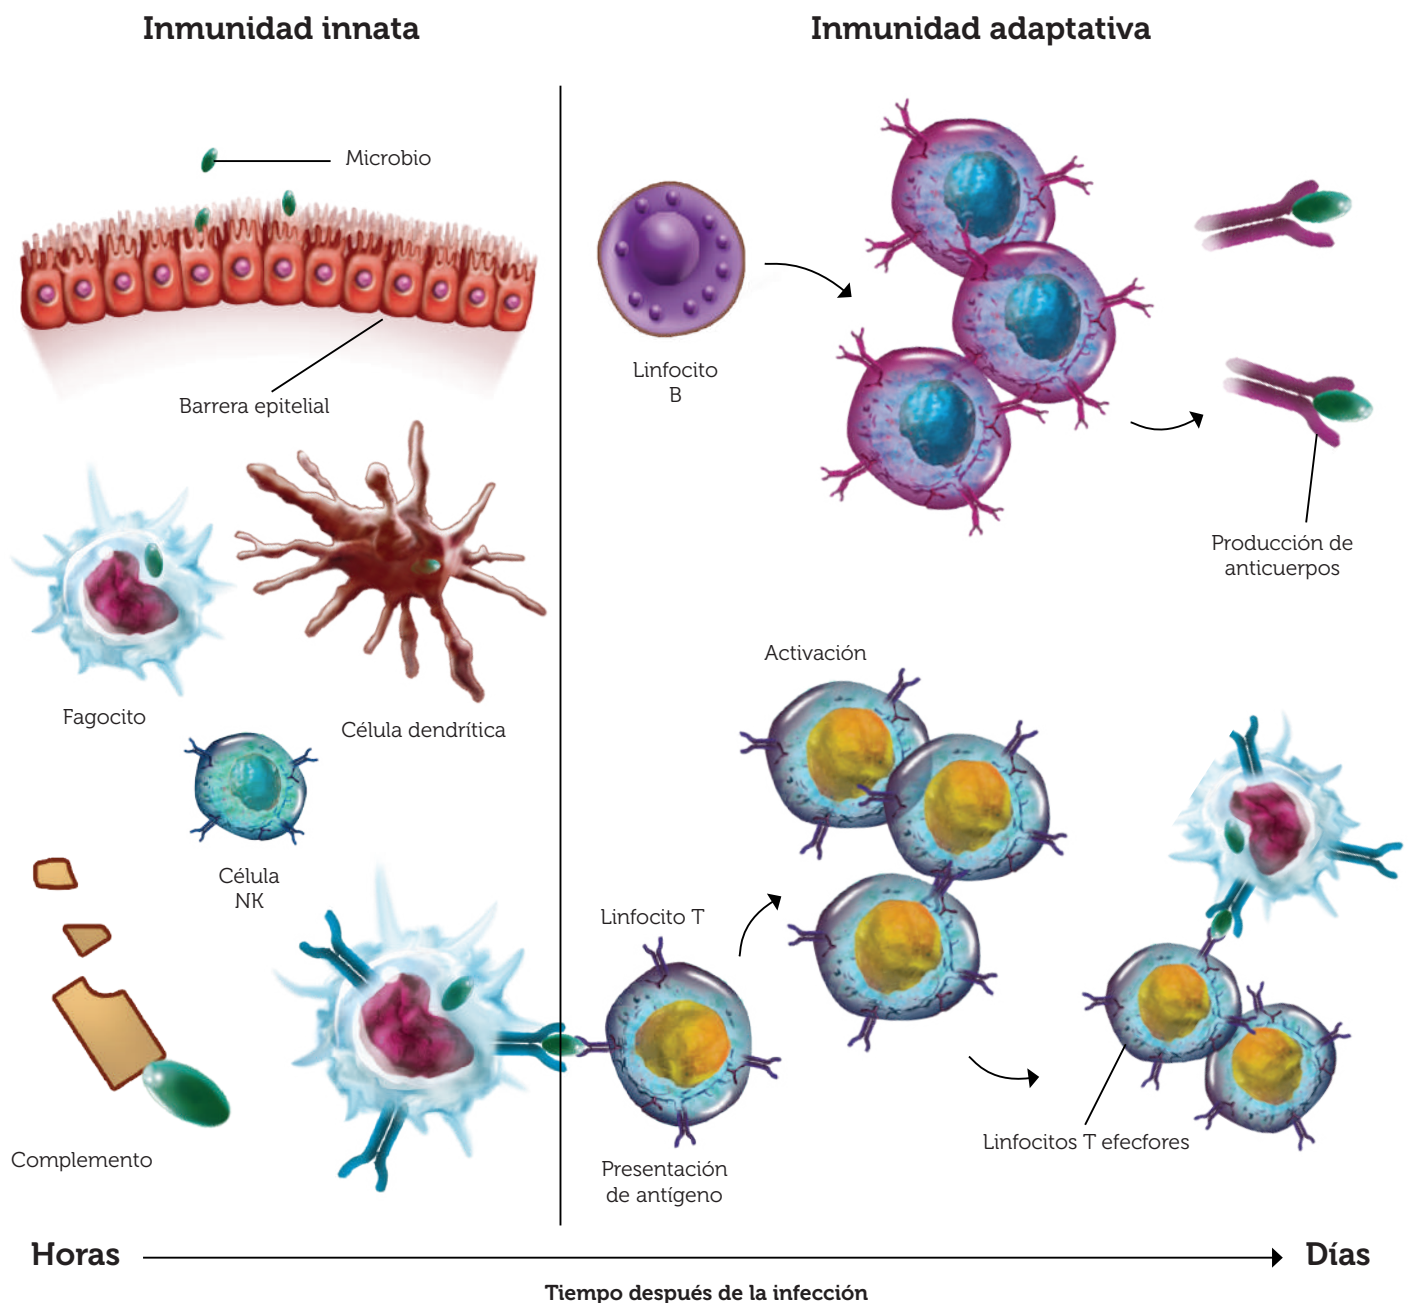 Inmunidad innata
Inmunidad adaptativa
Microbio
Barrera epitelial
Fagocito
Célula dendrítica
Célula
NK
Complemento
Linfocito
B
Producción de
anticuerpos
Activación
Linfocito T
Presentación
de antígeno
Linfocitos T efecfores
Horas
Días
Tiempo después de la infección